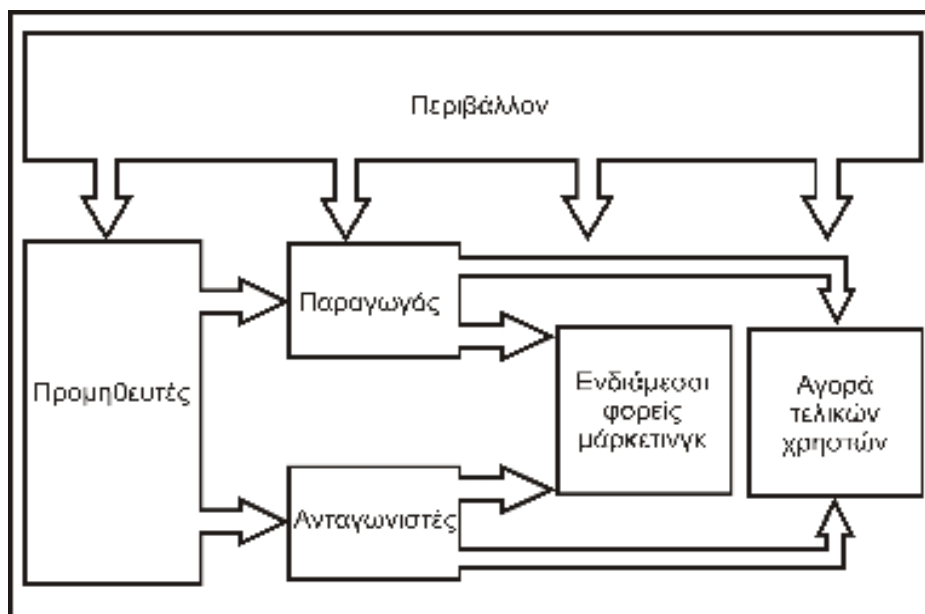 Περιβάλλον
Παραγωγός
Προμηθευτές
Ενδιάμεσοι
φορείς
μάρκετινγκ
Αγορά
τελικών
χρηστών
Ανταγωνιστές